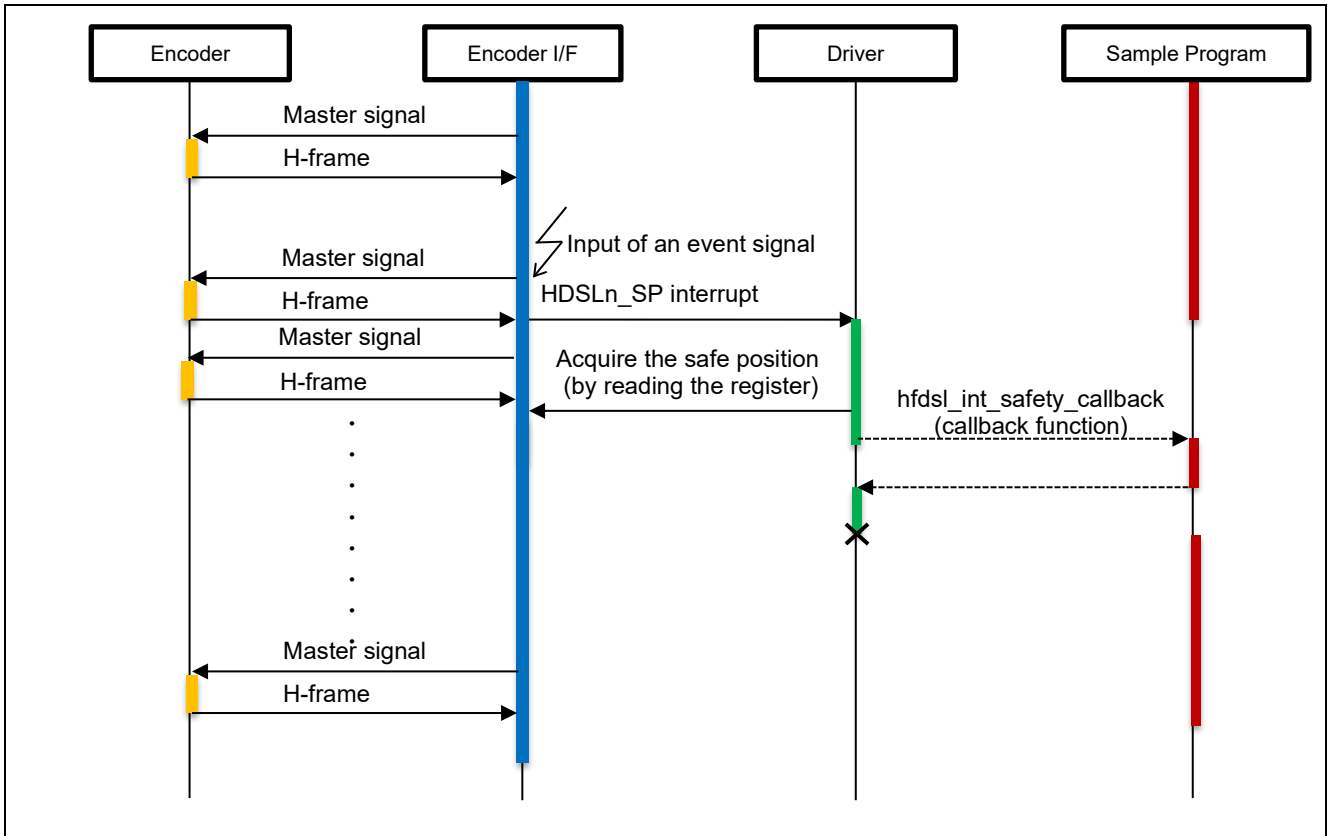 Encoder
Encoder I/F
Driver
Sample Program
Master signal
H-frame
Input of an event signal
Master signal
HDSLn_SP interrupt
H-frame
Master signal
Acquire the safe position
(by reading the register)
H-frame
hfdsl_int_safety_callback
(callback function)
Master signal
H-frame